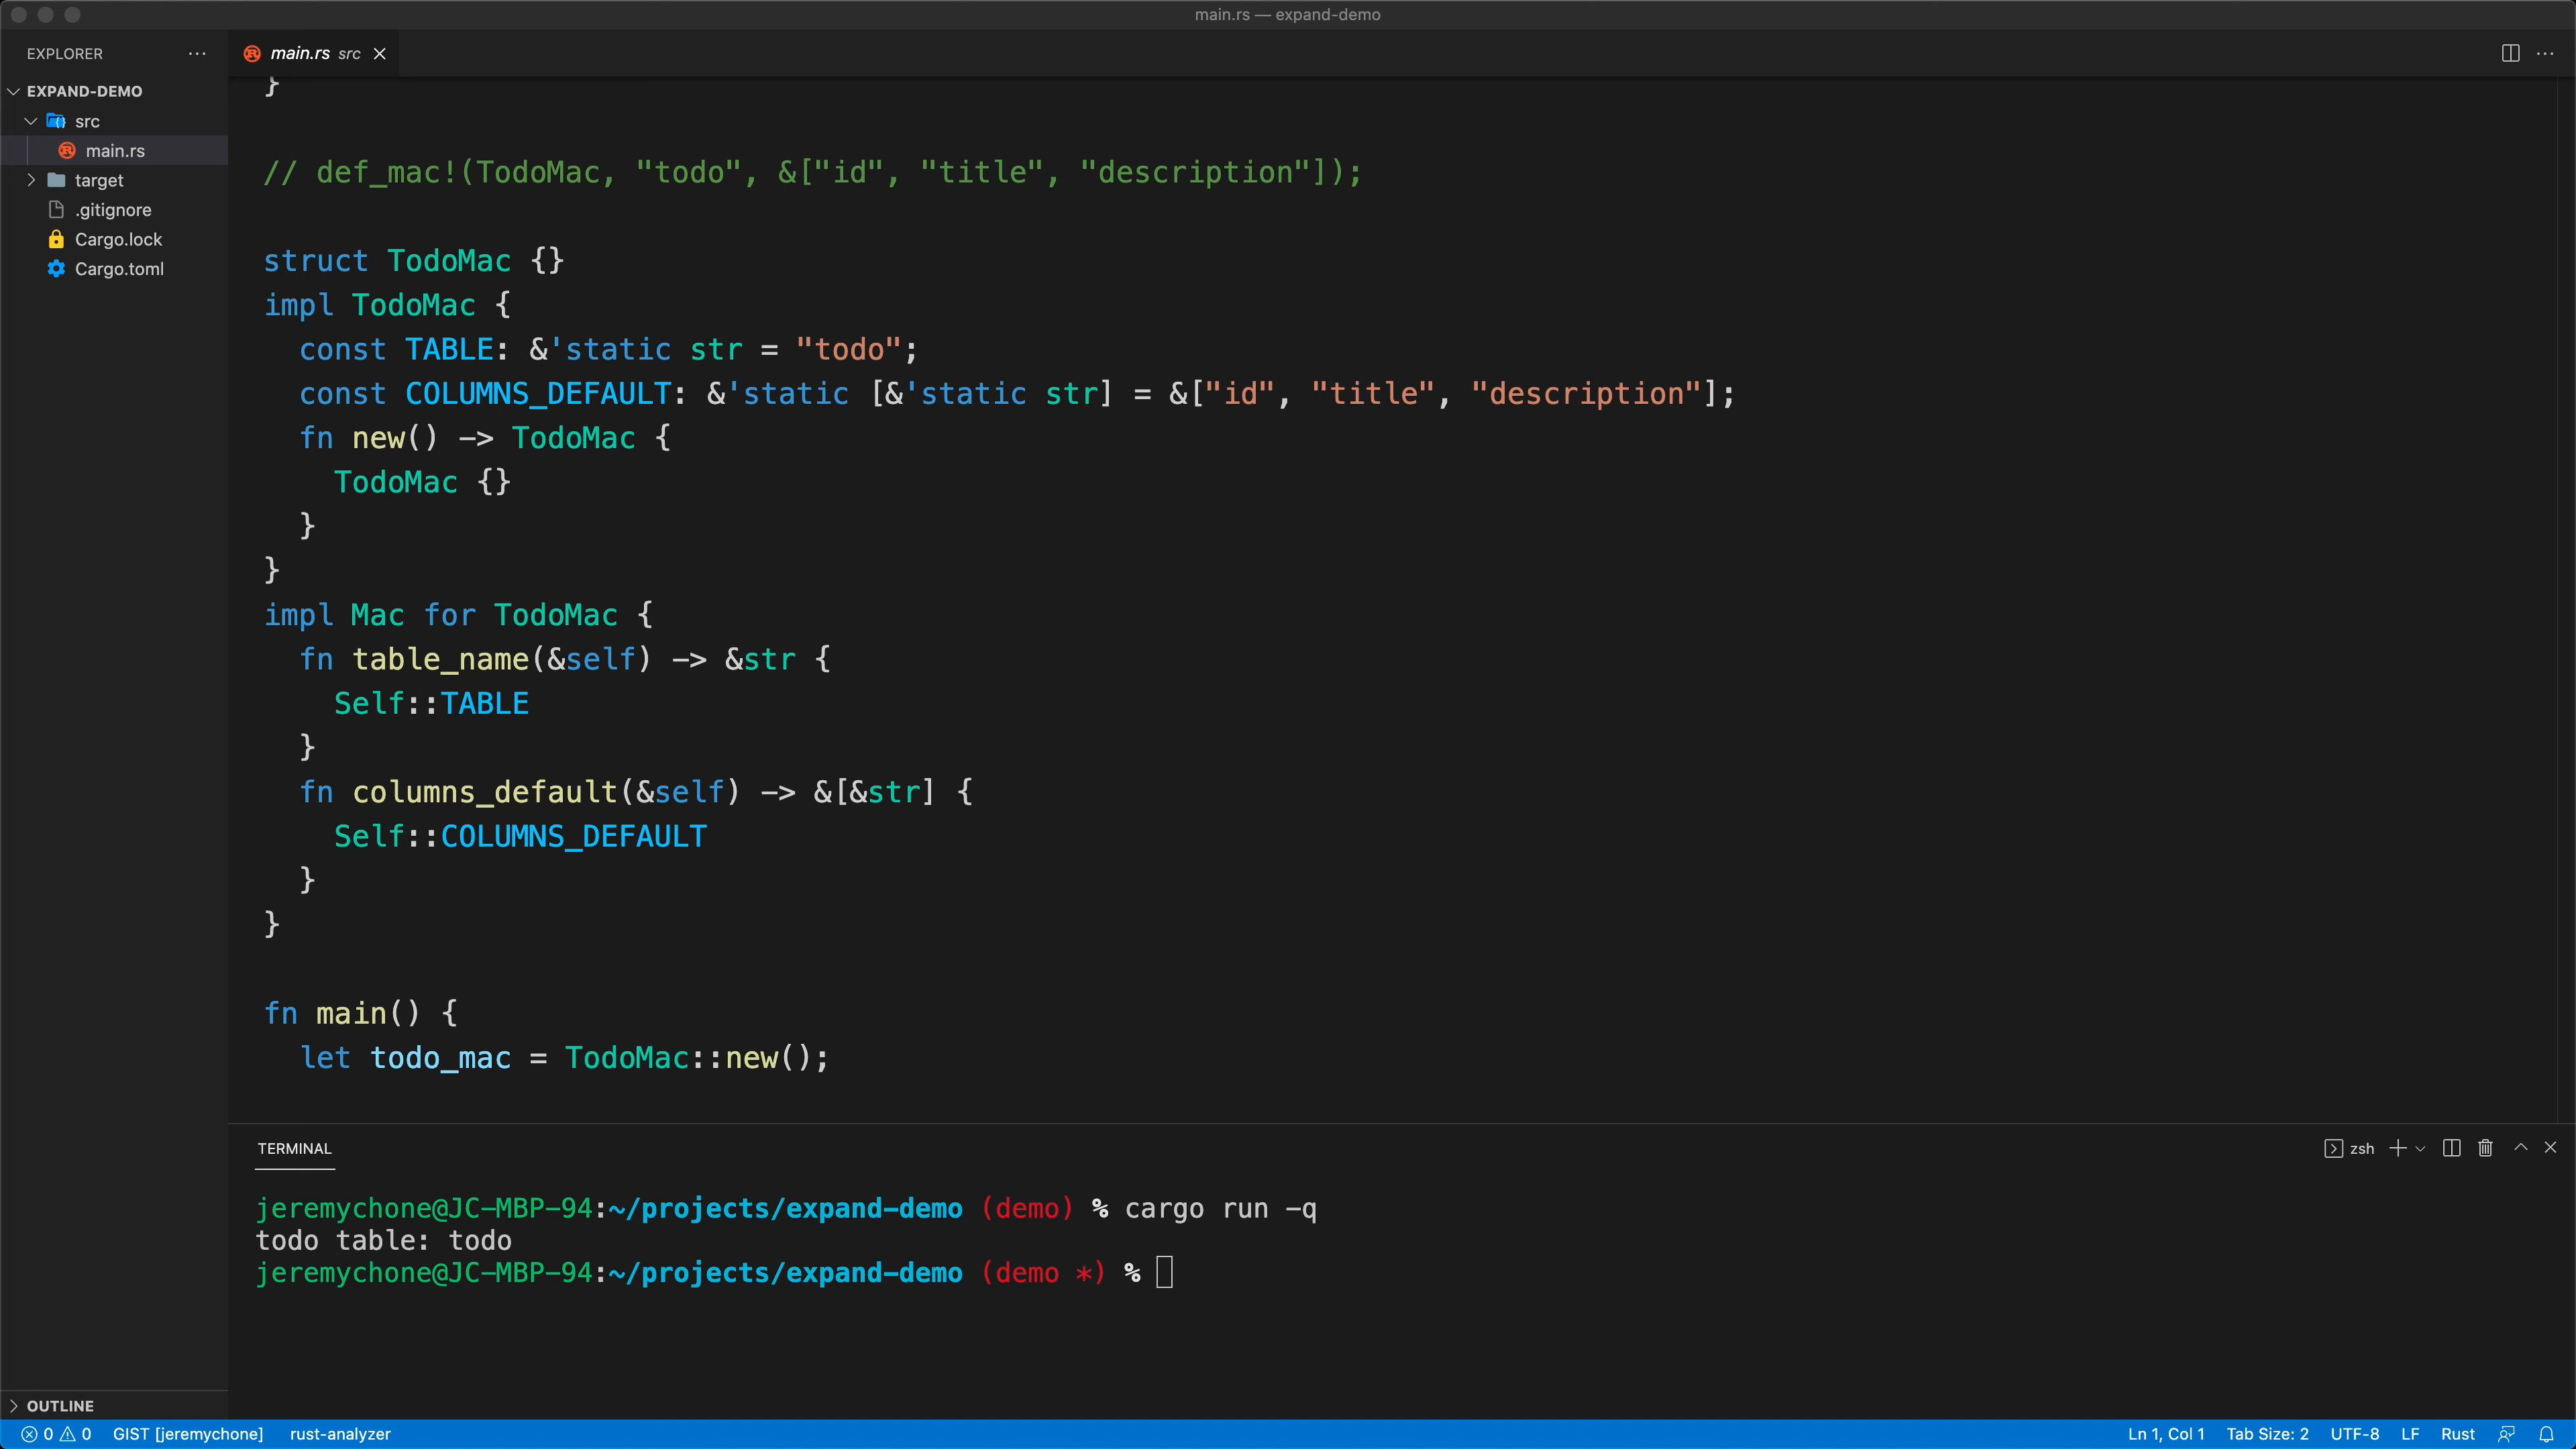 main.rs — expand-demo
EXPLORER
main.rs src
EXPAND-DEMO
src
main.rs
target
.gitignore
Cargo.lock
Cargo.toml
}
// def_mac!(TodoMac, "todo", &["id", "title", "description"]);
struct TodoMac {}
impl TodoMac {
const TABLE: &'static str = "todo";
const COLUMNS_DEFAULT: &'static [&'static str] = &["id", "title", "description"];
fn new() -> TodoMac {
TodoMac {}
}
}
impl Mac for TodoMac {
fn table_name(&self) -> &str {
Self::TABLE
}
fn columns_default(&self) -> &[&str] {
Self::COLUMNS_DEFAULT
}
}
fn main() {
let todo_mac = TodoMac::new();
TERMINAL
zsh
jeremychone@JC-MBP-94:~/projects/expand-demo (demo) % cargo run -q
todo table: todo
jeremychone@JC-MBP-94:~/projects/expand-demo (demo *) %
OUTLINE
0 0 GIST [jeremychone] rust-analyzer Ln 1, Col 1 Tab Size: 2 UTF-8 LF Rust